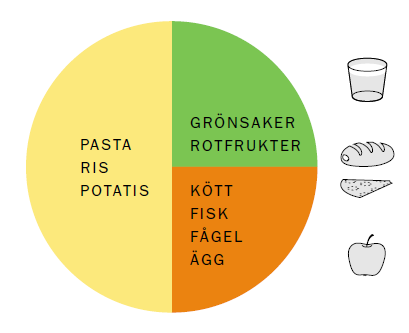 PASTA
RIS
POTATIS
GRÖNSAKER
ROTFRUKTER
KÖTT
FISK
FÅGEL
ÄGG